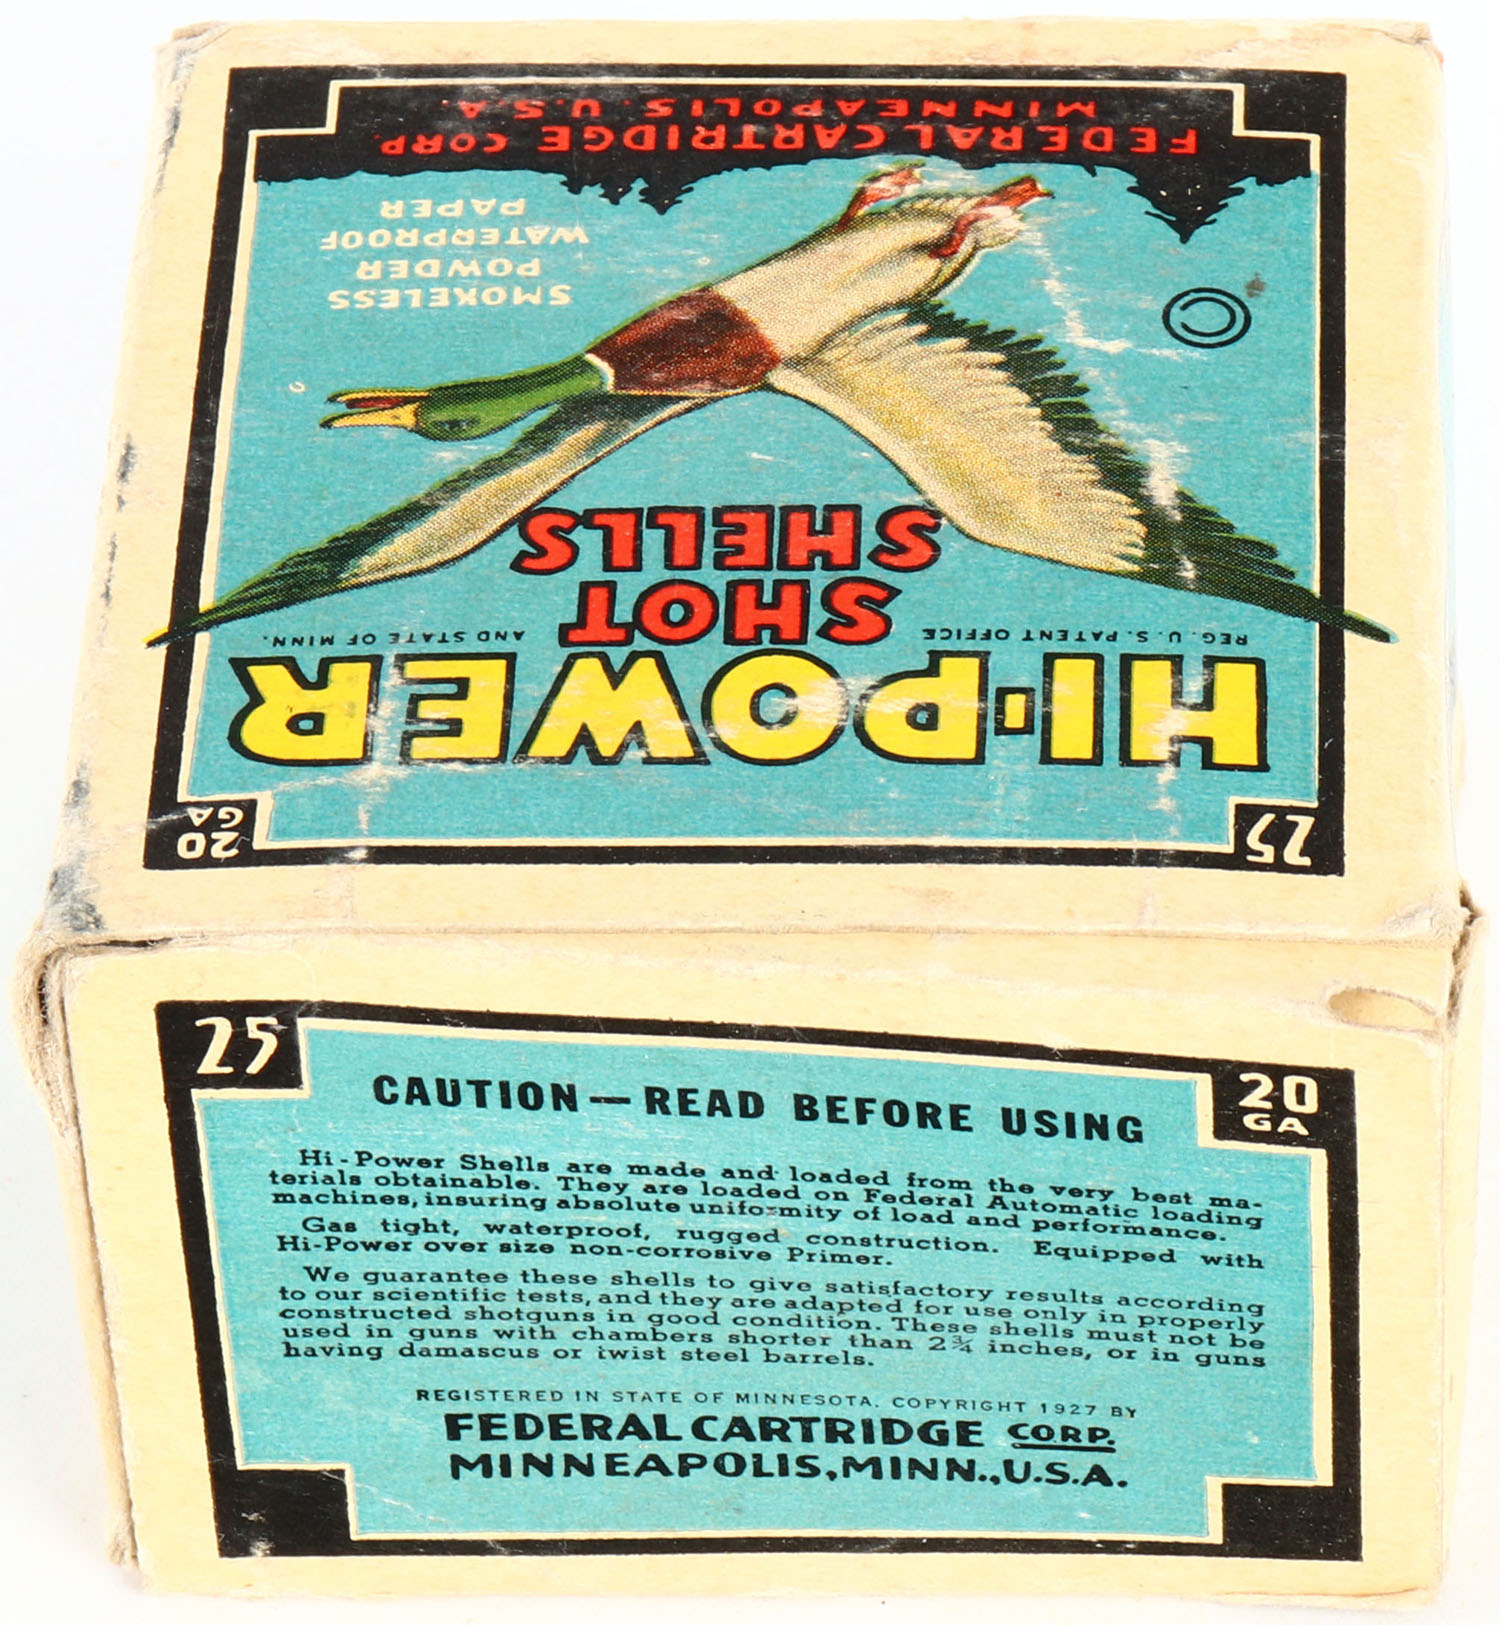 25
20
GA
HI-POWER
REG. U.S. PATENT OFFICE
AND STATE OF MINN.
SHOT
SHELLS
©
SMOKELESS
POWDER
WATERPROOF
PAPER
FEDERAL CARTRIDGE CORP.
MINNEAPOLIS. U.S.A.
25
20
GA
CAUTION—READ BEFORE USING
Hi-Power Shells are made and loaded from the very best ma-
terials obtainable. They are loaded on Federal Automatic loading
machines, insuring absolute uniformity of load and performance.
Gas tight, waterproof, rugged construction. Equipped with
Hi-Power over size non-corrosive Primer.
We guarantee these shells to give satisfactory results according
to our scientific tests, and they are adapted for use only in properly
constructed shotguns in good condition. These shells must not be
used in guns with chambers shorter than 2¾ inches, or in guns
having damascus or twist steel barrels.
REGISTERED IN STATE OF MINNESOTA. COPYRIGHT 1927 BY
FEDERAL CARTRIDGE CORP.
MINNEAPOLIS, MINN., U.S.A.